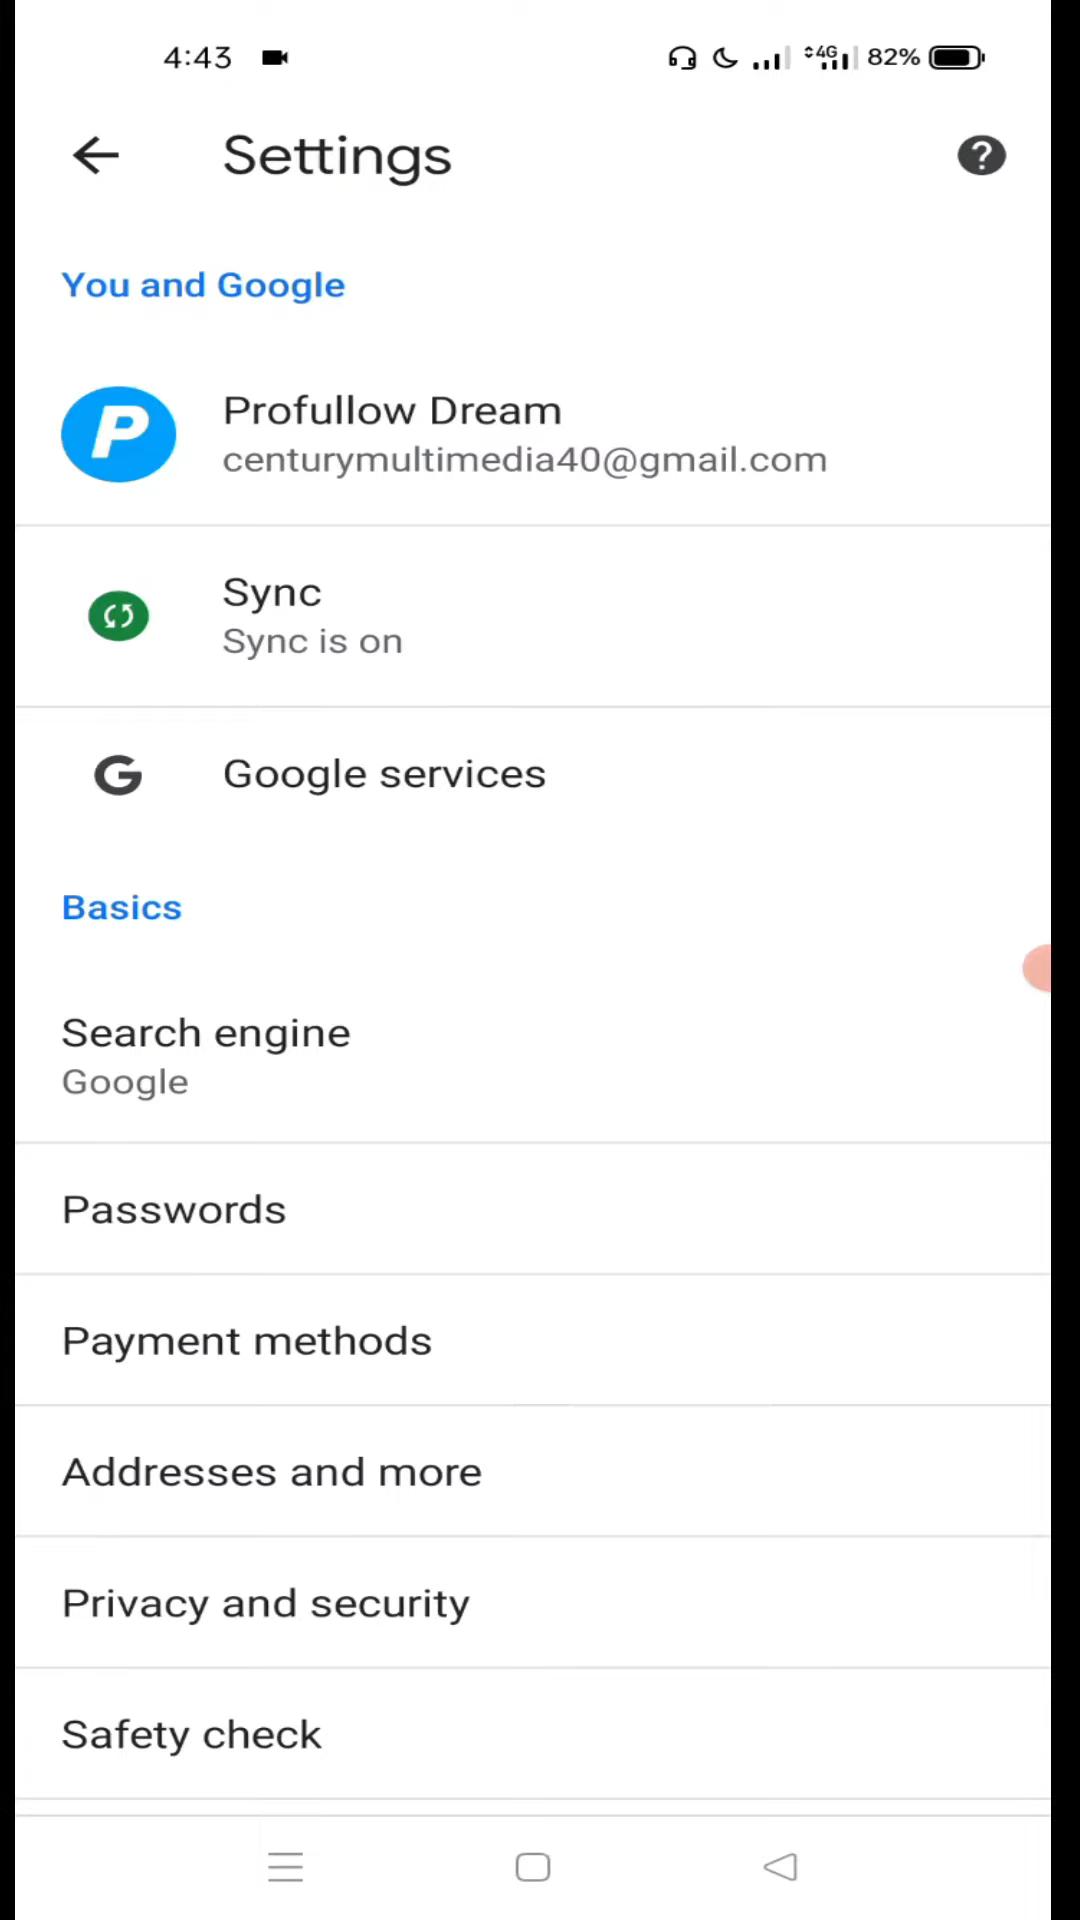 4:43 4G 82%
Settings
You and Google
P
Profullow Dream
centurymultimedia40@gmail.com
Sync
Sync is on
G Google services
Basics
Search engine
Google
Passwords
Payment methods
Addresses and more
Privacy and security
Safety check